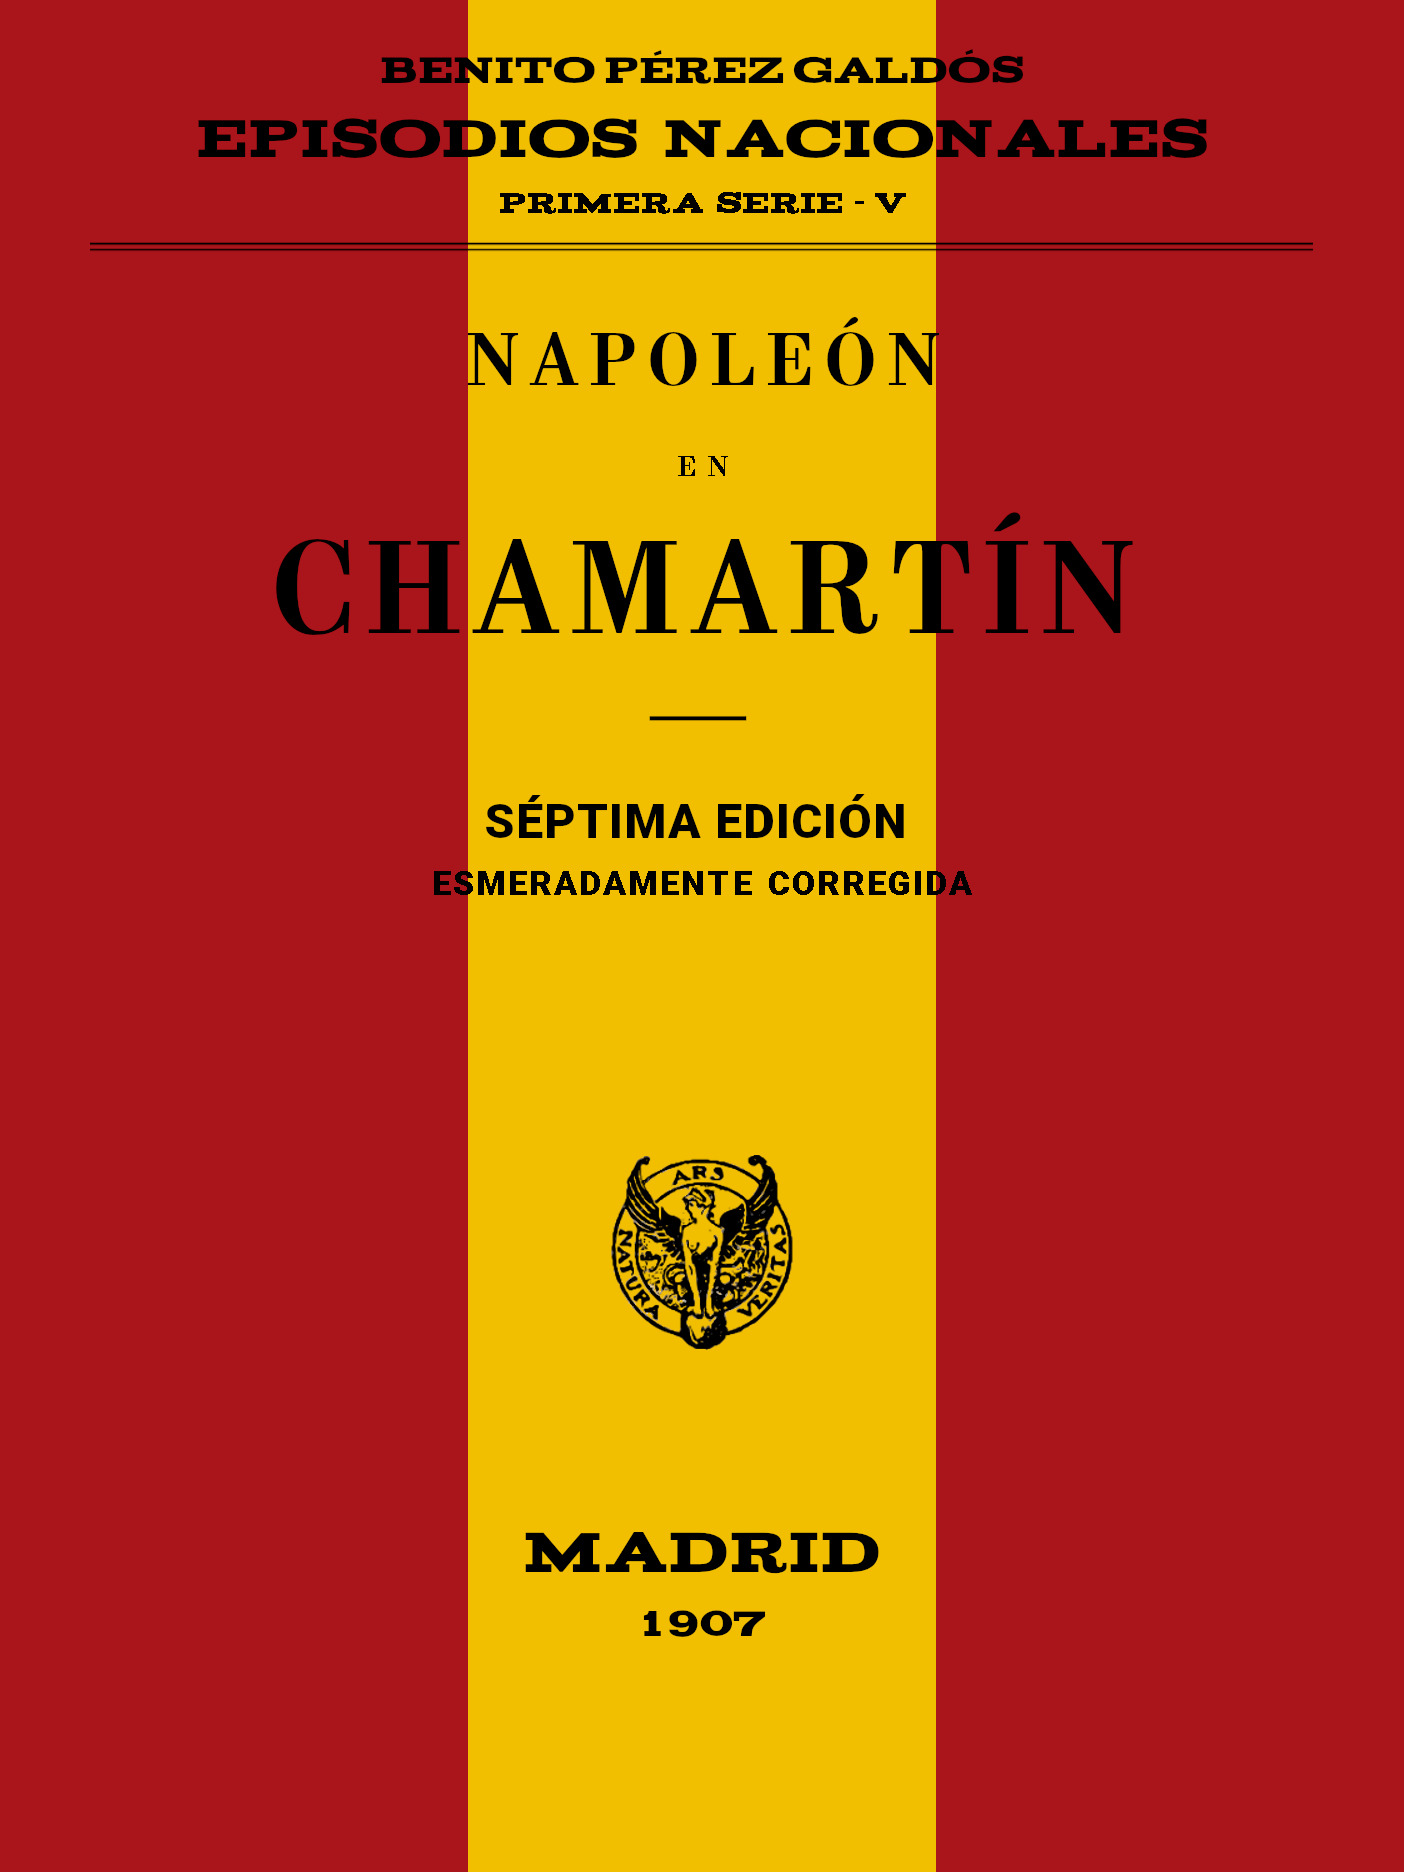 BENITO PÉREZ GALDÓS
EPISODIOS NACIONALES
PRIMERA SERIE - V
NAPOLEÓN
EN
CHAMARTÍN
SÉPTIMA EDICIÓN
ESMERADAMENTE CORREGIDA
ARS
NATURA
VERITAS
MADRID
1907